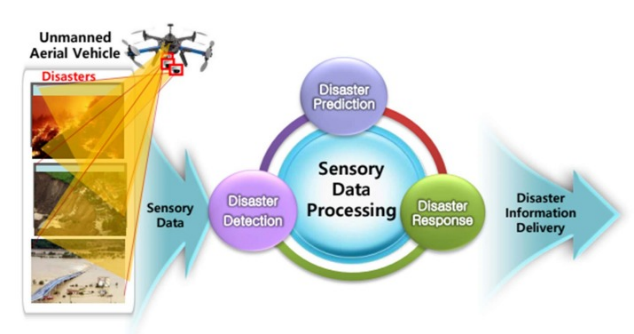 Unmanned
Aerial Vehicle
Disasters
Sensory
Data
Disaster
Prediction
Sensory
Data
Processing
Disaster
Detection
Disaster
Response
Disaster
Information
Delivery